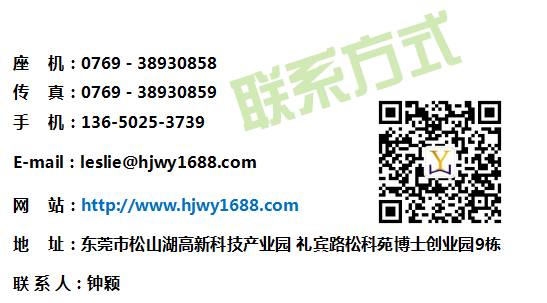 联系方式
座 机：0769 - 38930858
传 真：0769 - 38930859
手 机：136-5025-3739
E-mail：leslie@hjwy1688.com
网 站：http://www.hjwy1688.com
地 址：东莞市松山湖高新科技产业园 礼宾路松科苑博士创业园9栋
联 系 人：钟颖